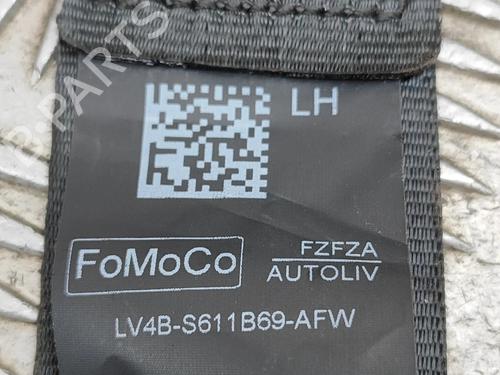 LH
FoMoCo
FZFZA
AUTOLIV
LV4B-S611B69-AFW
B-PARTS